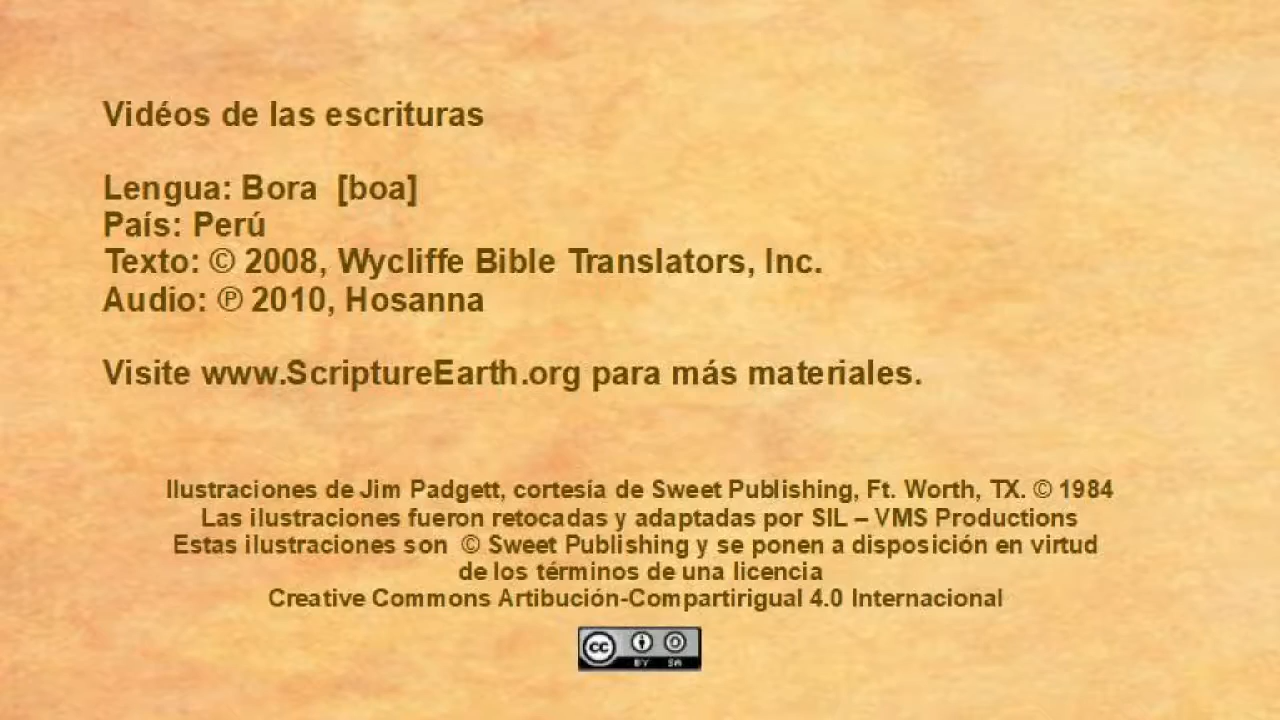 Vidéos de las escrituras
Lengua: Bora [boa]
País: Perú
Texto: © 2008, Wycliffe Bible Translators, Inc.
Audio: ℗ 2010, Hosanna
Visite www.ScriptureEarth.org para más materiales.
Ilustraciones de Jim Padgett, cortesía de Sweet Publishing, Ft. Worth, TX. © 1984
Las ilustraciones fueron retocadas y adaptadas por SIL – VMS Productions
Estas ilustraciones son © Sweet Publishing y se ponen a disposición en virtud
de los términos de una licencia
Creative Commons Artibución-Compartirigual 4.0 Internacional
cc BY SA